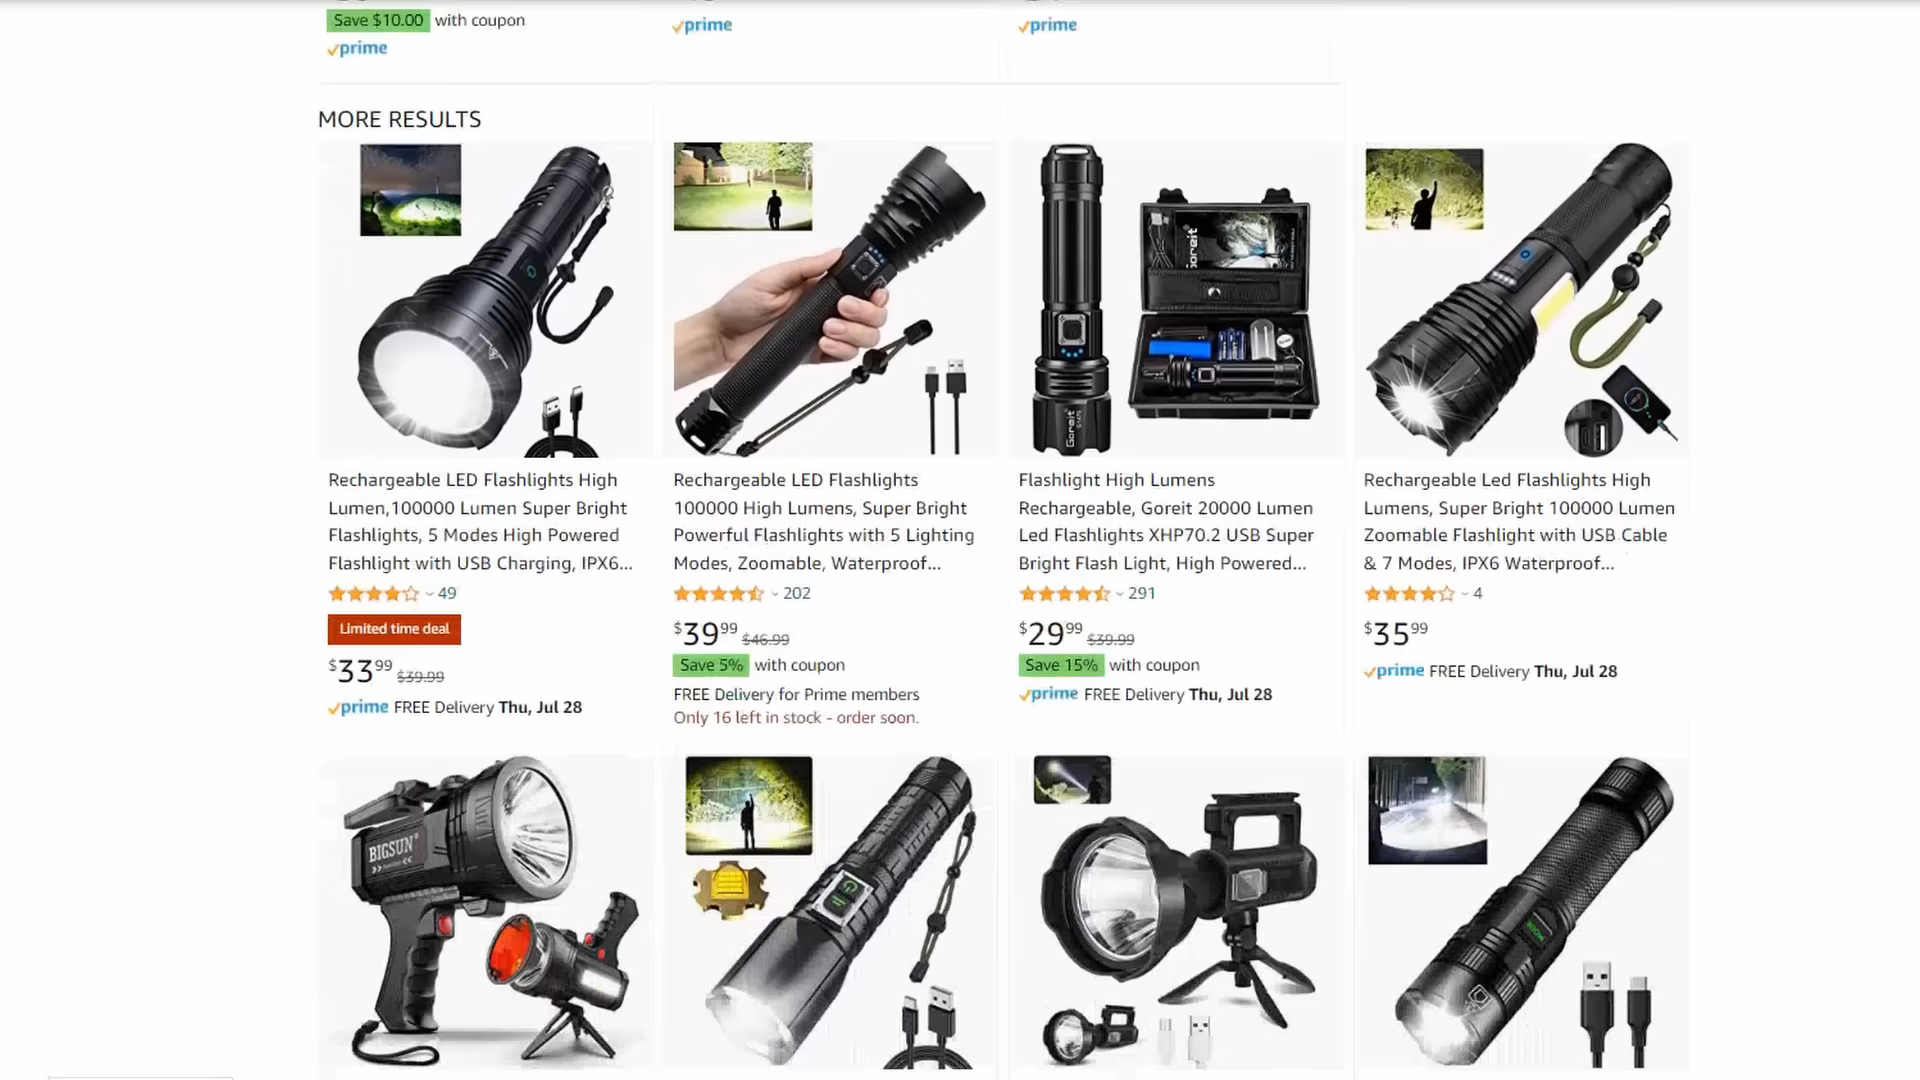 Save $10.00 with coupon
prime
prime
prime
MORE RESULTS
Goreit
Goreit
Rechargeable LED Flashlights High
Lumen,100000 Lumen Super Bright
Flashlights, 5 Modes High Powered
Flashlight with USB Charging, IPX6...
49
Limited time deal
$33.99 $39.99
prime FREE Delivery Thu, Jul 28
Rechargeable LED Flashlights
100000 High Lumens, Super Bright
Powerful Flashlights with 5 Lighting
Modes, Zoomable, Waterproof...
202
$39.99 $46.99
Save 5% with coupon
FREE Delivery for Prime members
Only 16 left in stock - order soon.
Flashlight High Lumens
Rechargeable, Goreit 20000 Lumen
Led Flashlights XHP70.2 USB Super
Bright Flash Light, High Powered...
291
$29.99 $39.99
Save 15% with coupon
prime FREE Delivery Thu, Jul 28
Rechargeable Led Flashlights High
Lumens, Super Bright 100000 Lumen
Zoomable Flashlight with USB Cable
& 7 Modes, IPX6 Waterproof...
4
$35.99
prime FREE Delivery Thu, Jul 28
BIGSUN
MODE